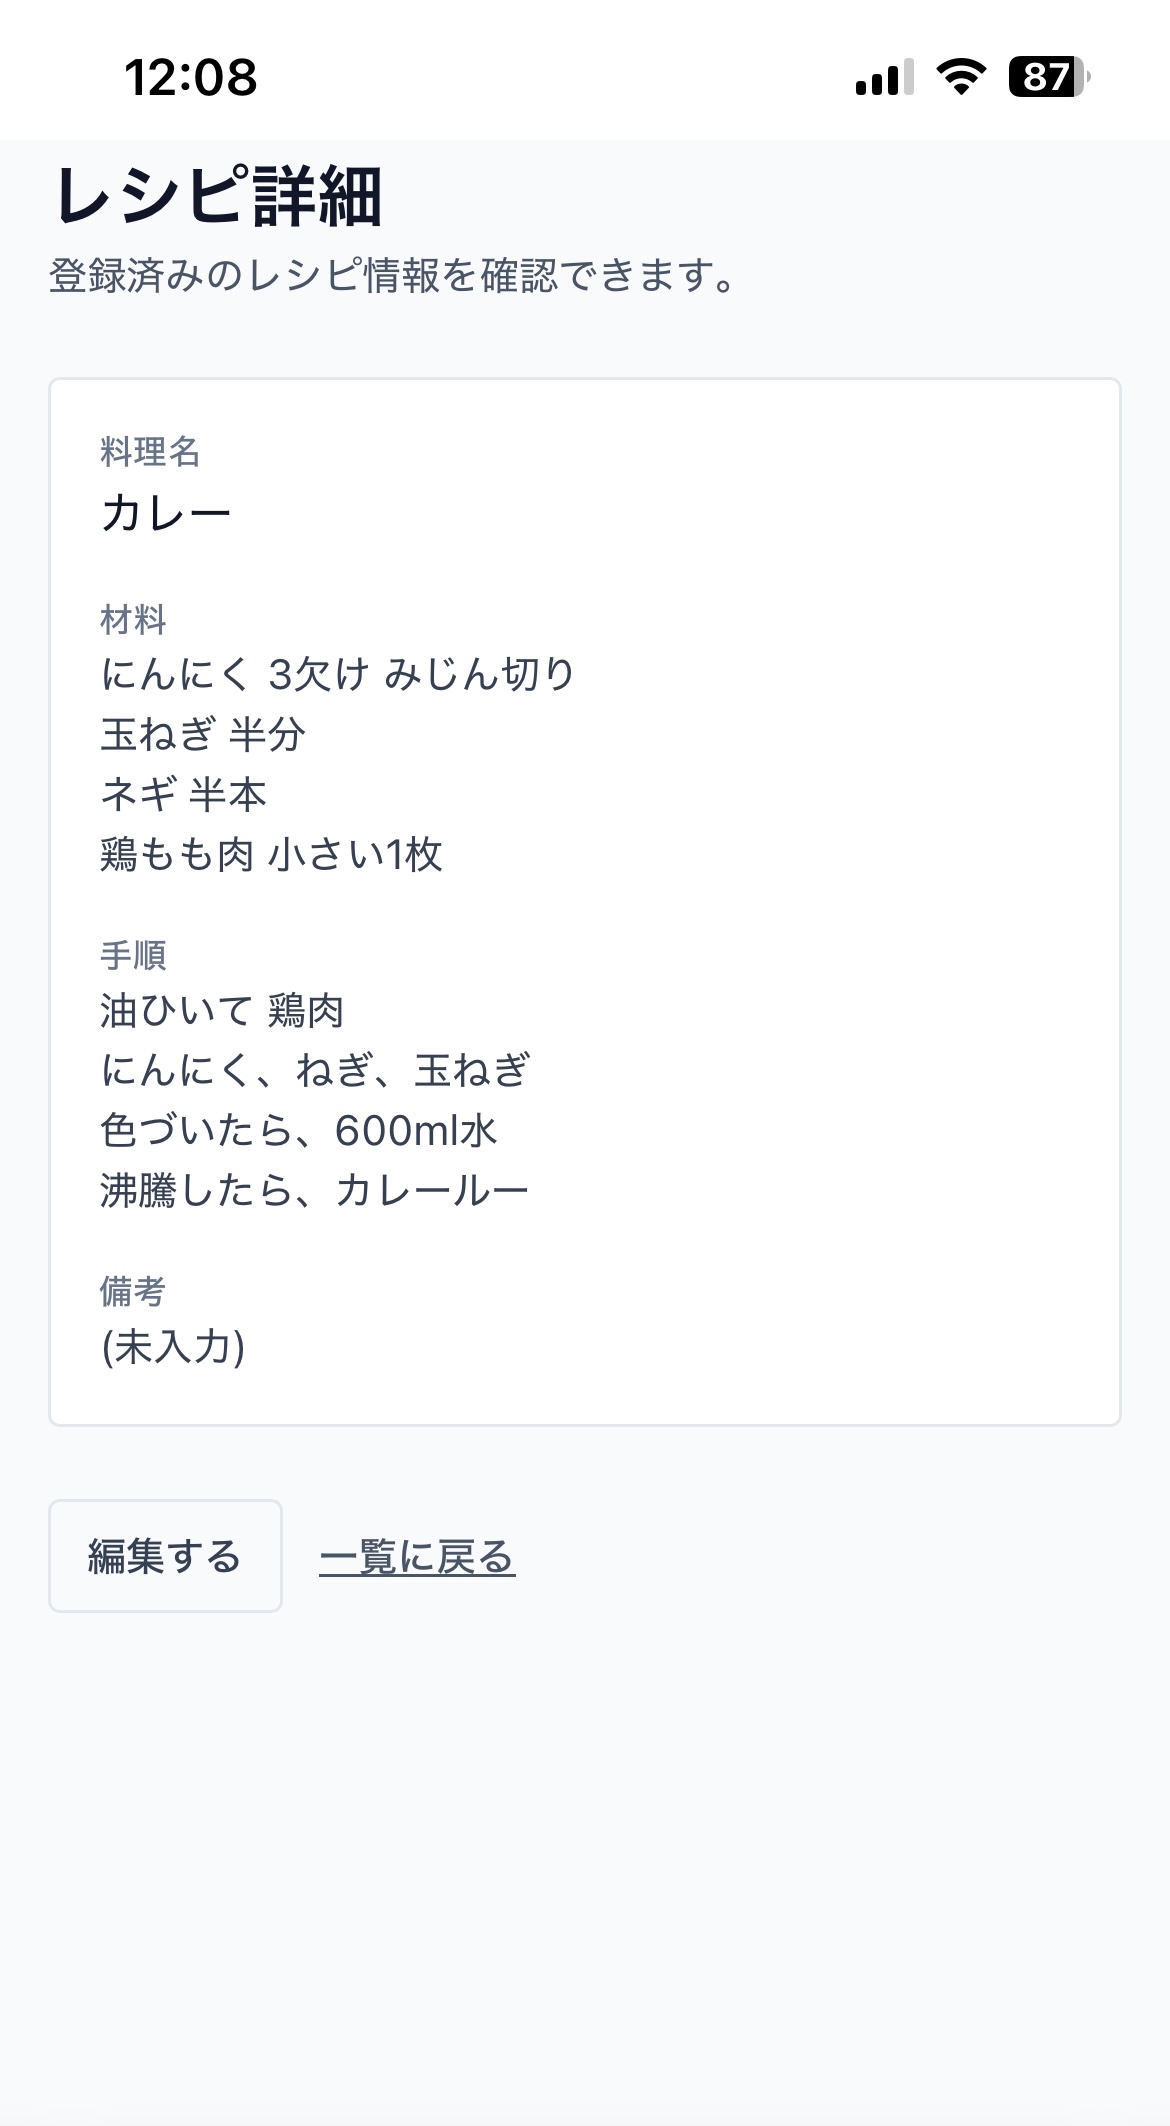 12:08
87
レシピ詳細
登録済みのレシピ情報を確認できます。
料理名
カレー
材料
にんにく 3欠け みじん切り
玉ねぎ 半分
ネギ 半本
鶏もも肉 小さい1枚
手順
油ひいて 鶏肉
にんにく、ねぎ、玉ねぎ
色づいたら、600ml水
沸騰したら、カレールー
備考
(未入力)
編集する
一覧に戻る